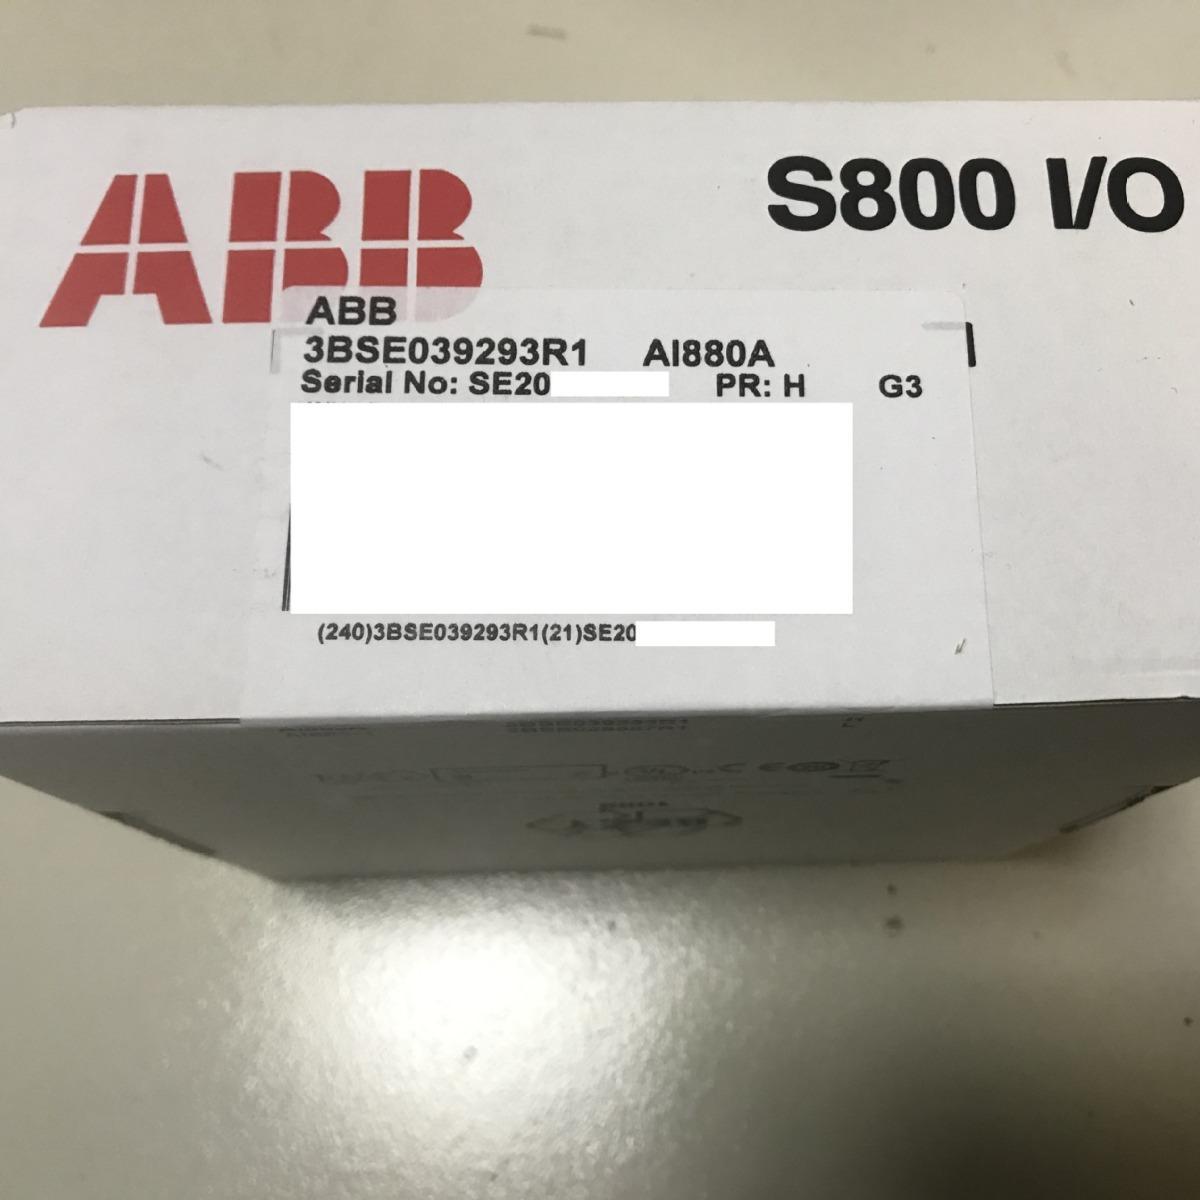 ABB
S800 I/O
ABB
3BSE039293R1 AI880A
Serial No: SE20
PR: H G3
(240)3BSE039293R1(21)SE20